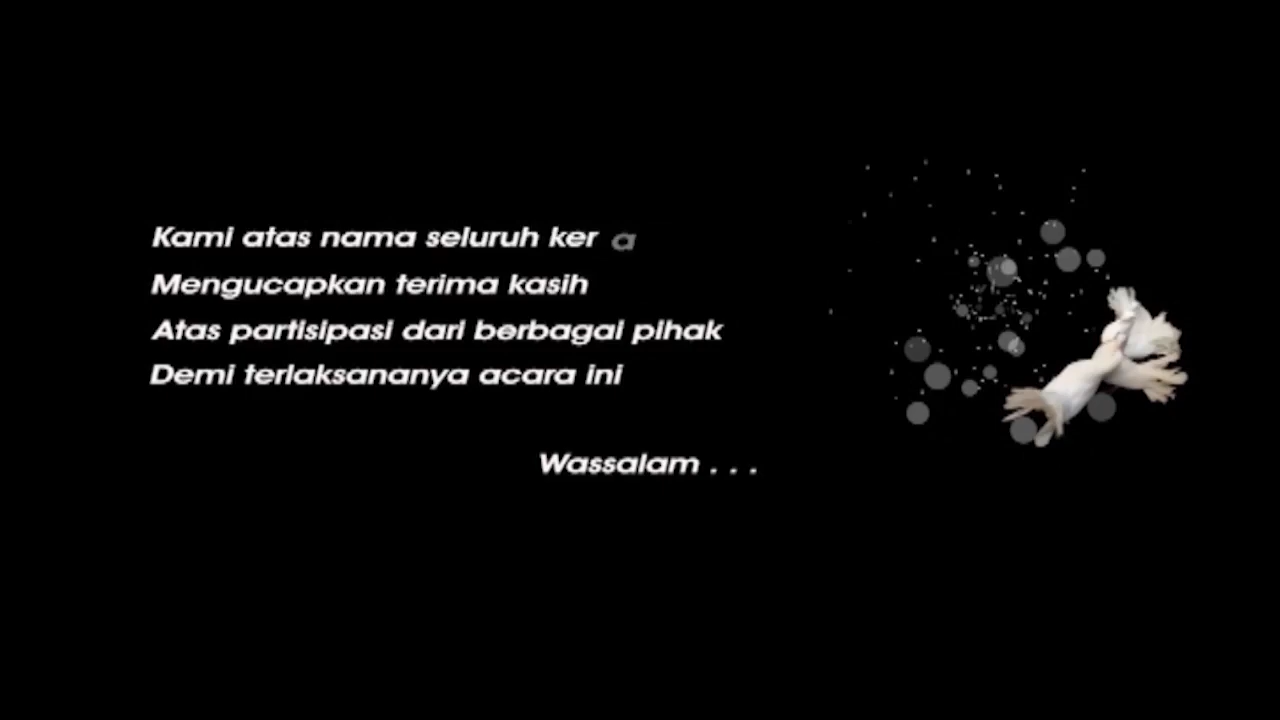 Kami atas nama seluruh ker a
Mengucapkan terima kasih
Atas partisipasi dari berbagai pihak
Demi terlaksananya acara ini
Wassalam . . .